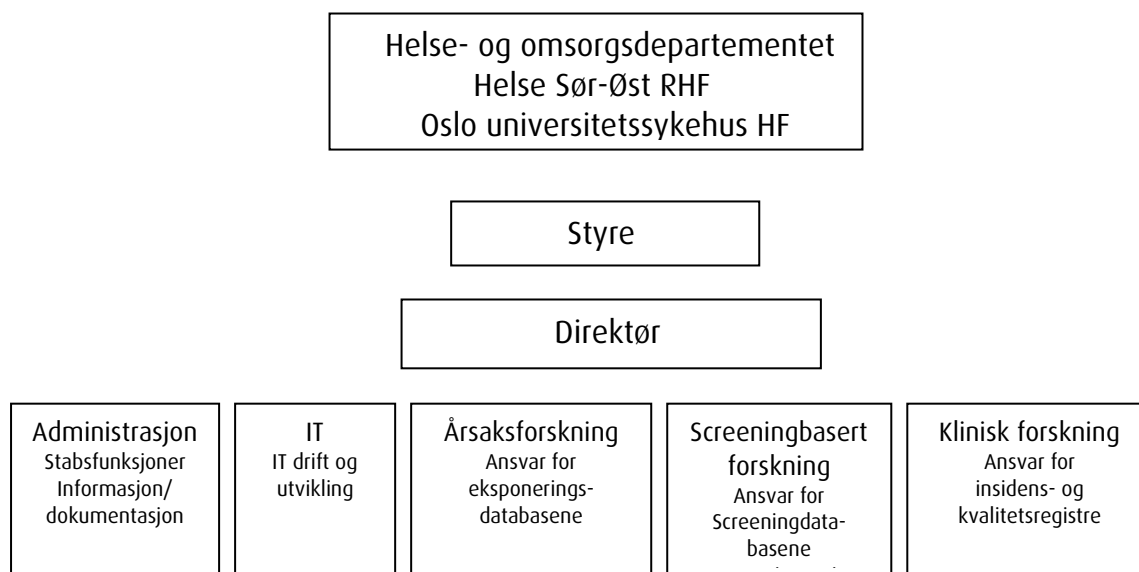 Helse- og omsorgsdepartementet
Helse Sør-Øst RHF
Oslo universitetssykehus HF
Styre
Direktør
Administrasjon
Stabsfunksjoner
Informasjon/
dokumentasjon
IT
IT drift og
utvikling
Årsaksforskning
Ansvar for
eksponerings-
databasene
Screeningbasert
forskning
Ansvar for
Screeningdata-
basene
Klinisk forskning
Ansvar for
insidens- og
kvalitetsregistre